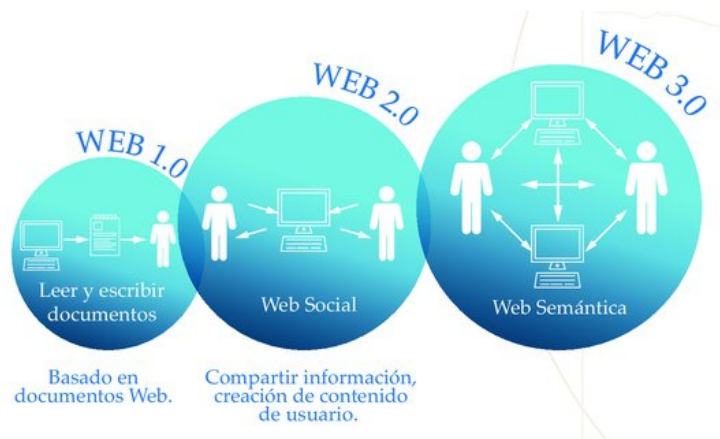 WEB 1.0
Leer y escribir
documentos
Basado en
documentos Web.
WEB 2.0
Web Social
Compartir información,
creación de contenido
de usuario.
WEB 3.0
Web Semántica